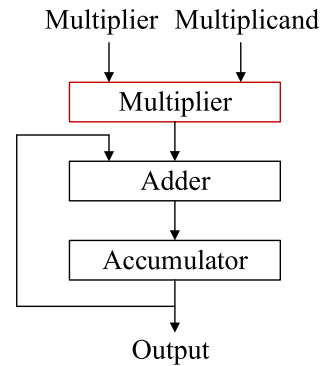 Multiplier Multiplicand
Multiplier
Adder
Accumulator
Output